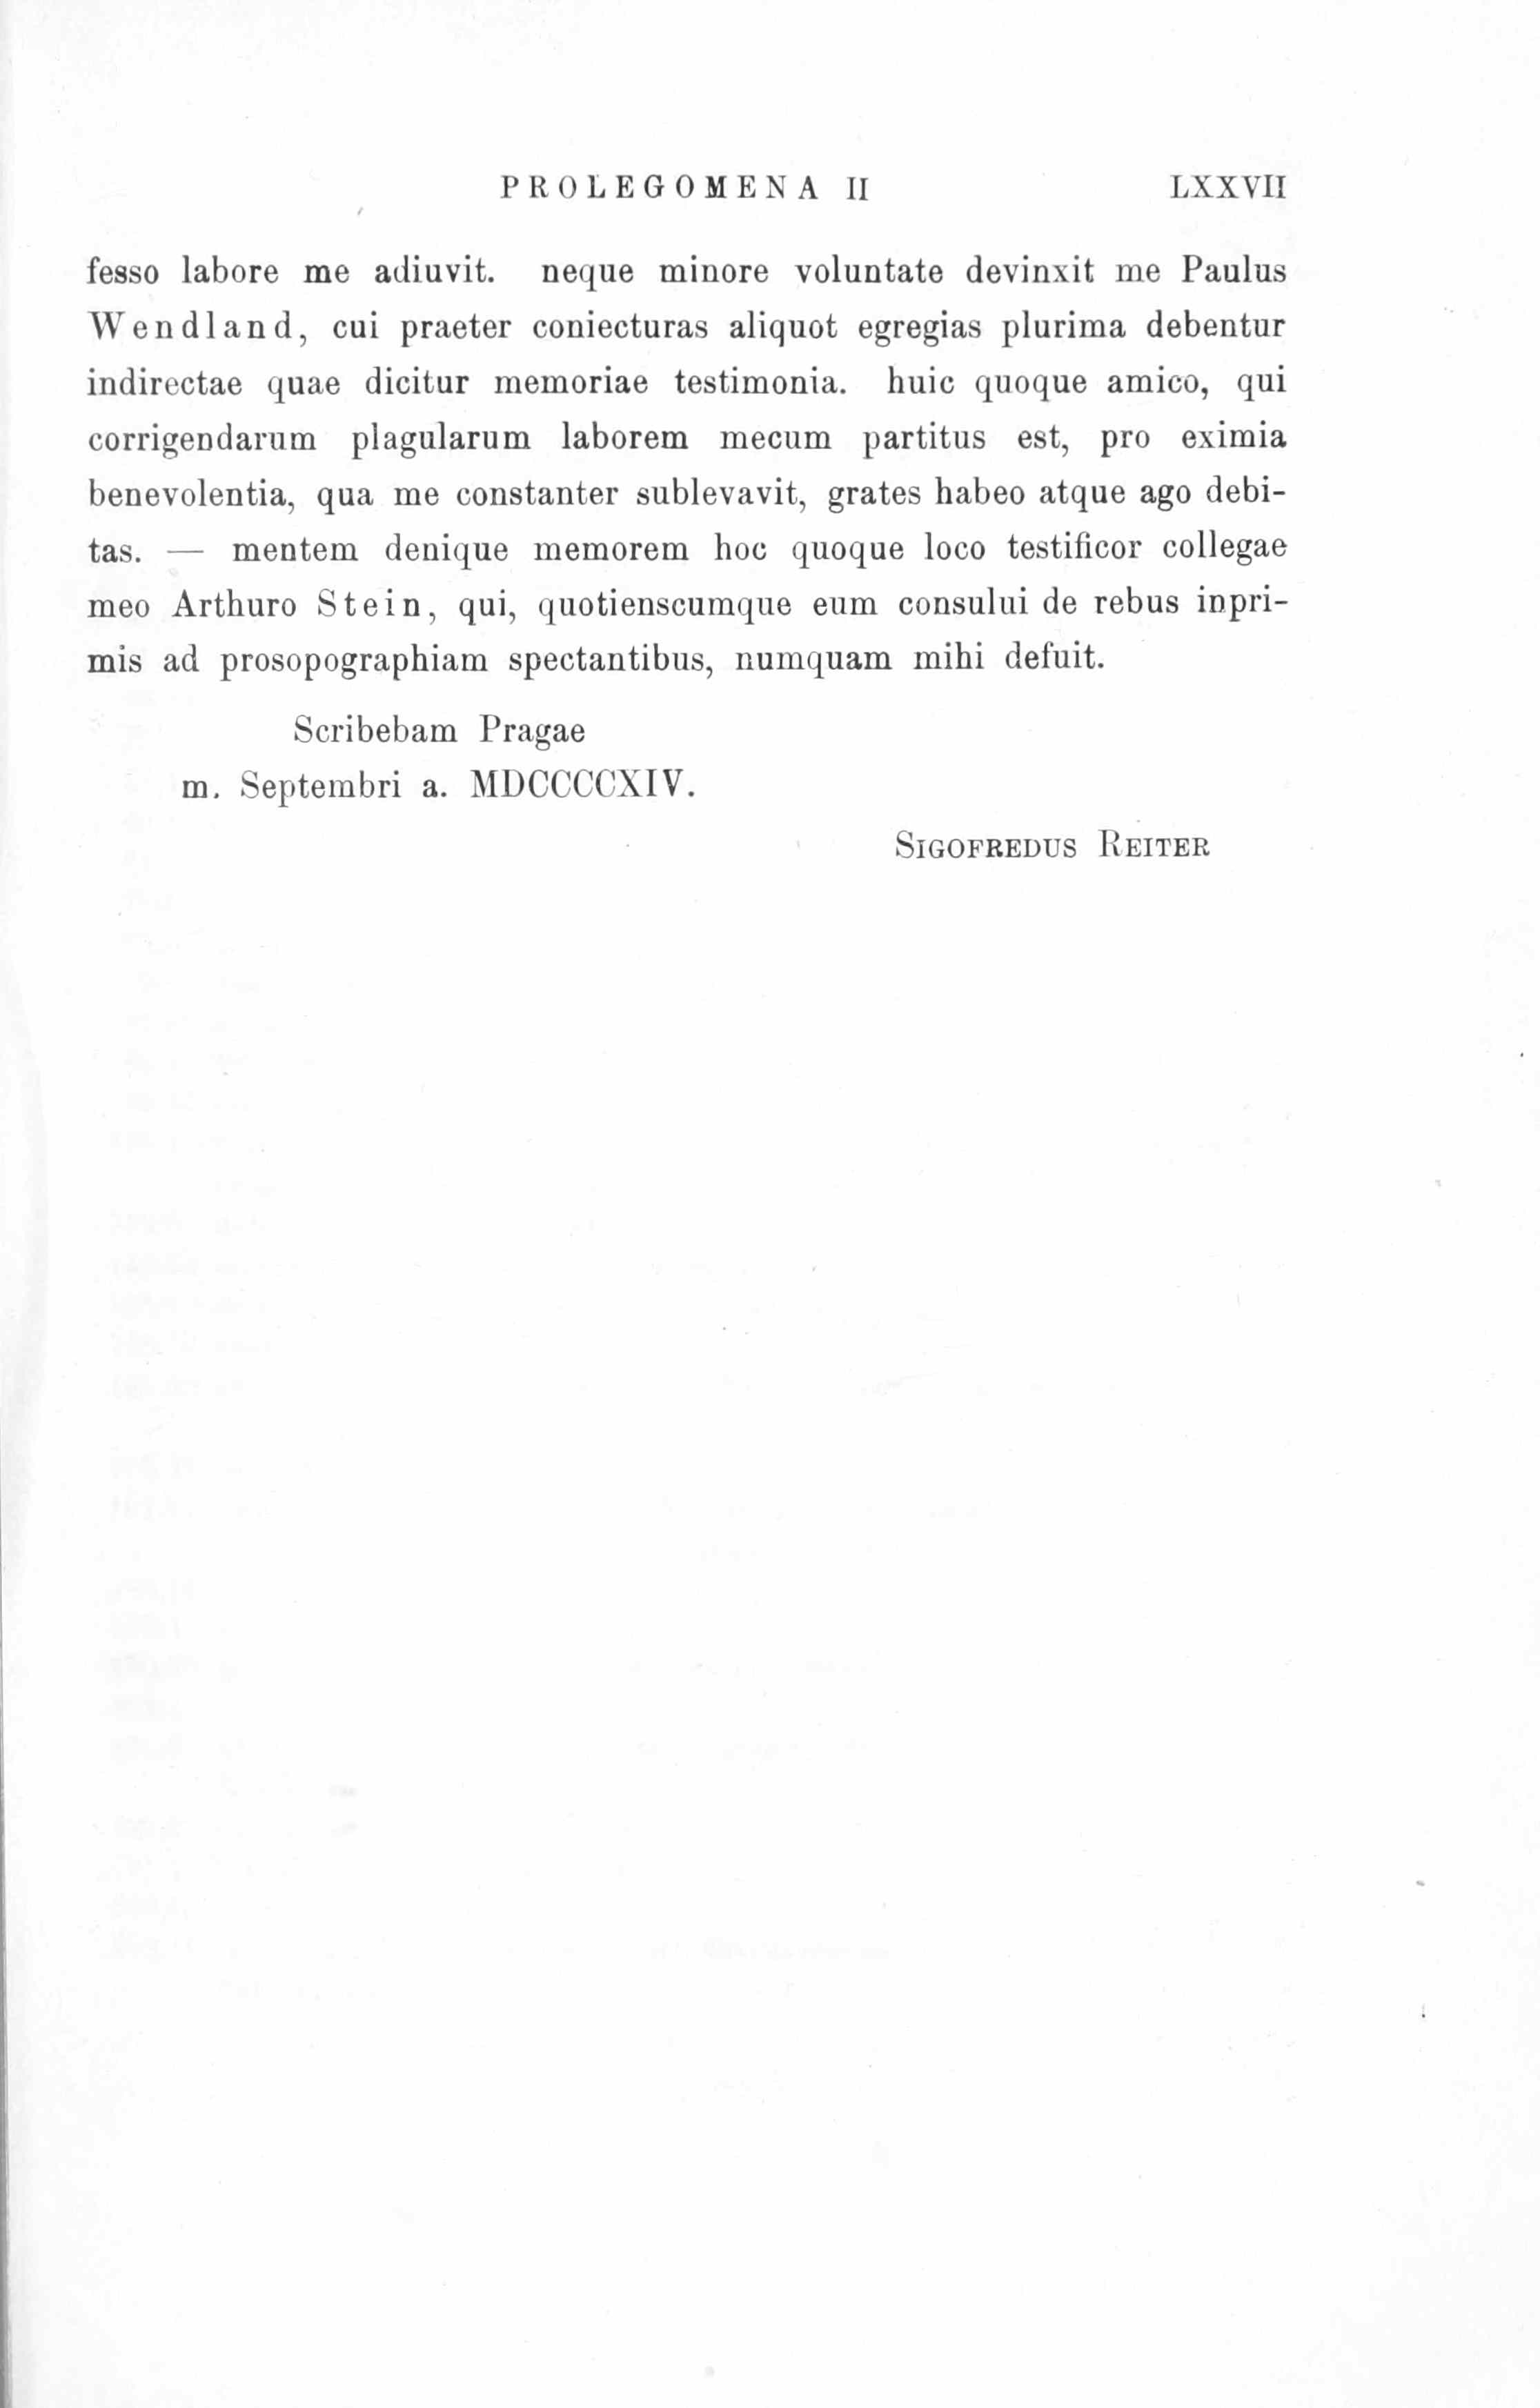 PROLEGOMENA II LXXVII
fesso labore me adiuvit. neque minore voluntate devinxit me Paulus
Wendland, cui praeter coniecturas aliquot egregias plurima debentur
indirectae quae dicitur memoriae testimonia. huic quoque amico, qui
corrigendarum plagularum laborem mecum partitus est, pro eximia
benevolentia, qua me constanter sublevavit, grates habeo atque ago debi-
tas. — mentem denique memorem hoc quoque loco testificor collegae
meo Arthuro Stein, qui, quotienscumque eum consului de rebus inpri-
mis ad prosopographiam spectantibus, numquam mihi defuit.
Scribebam Pragae
m. Septembri a. MDCCCCXIV.
Sigofredus Reiter